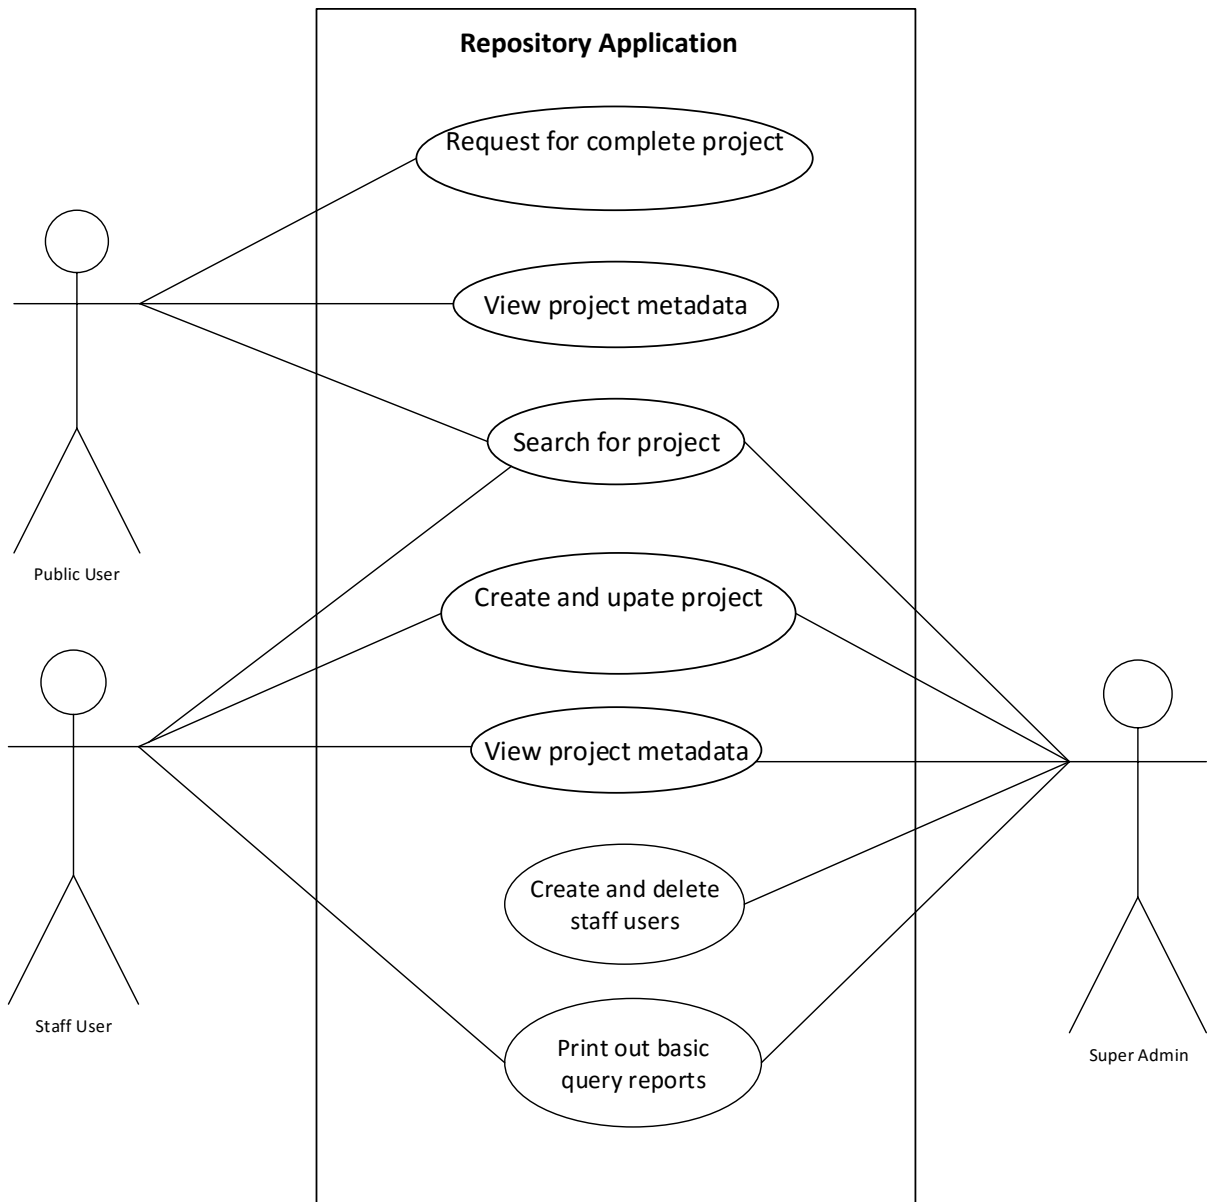 Repository Application
Request for complete project
View project metadata
Search for project
Public User
Create and upate project
View project metadata
Create and delete
staff users
Staff User
Print out basic
query reports
Super Admin